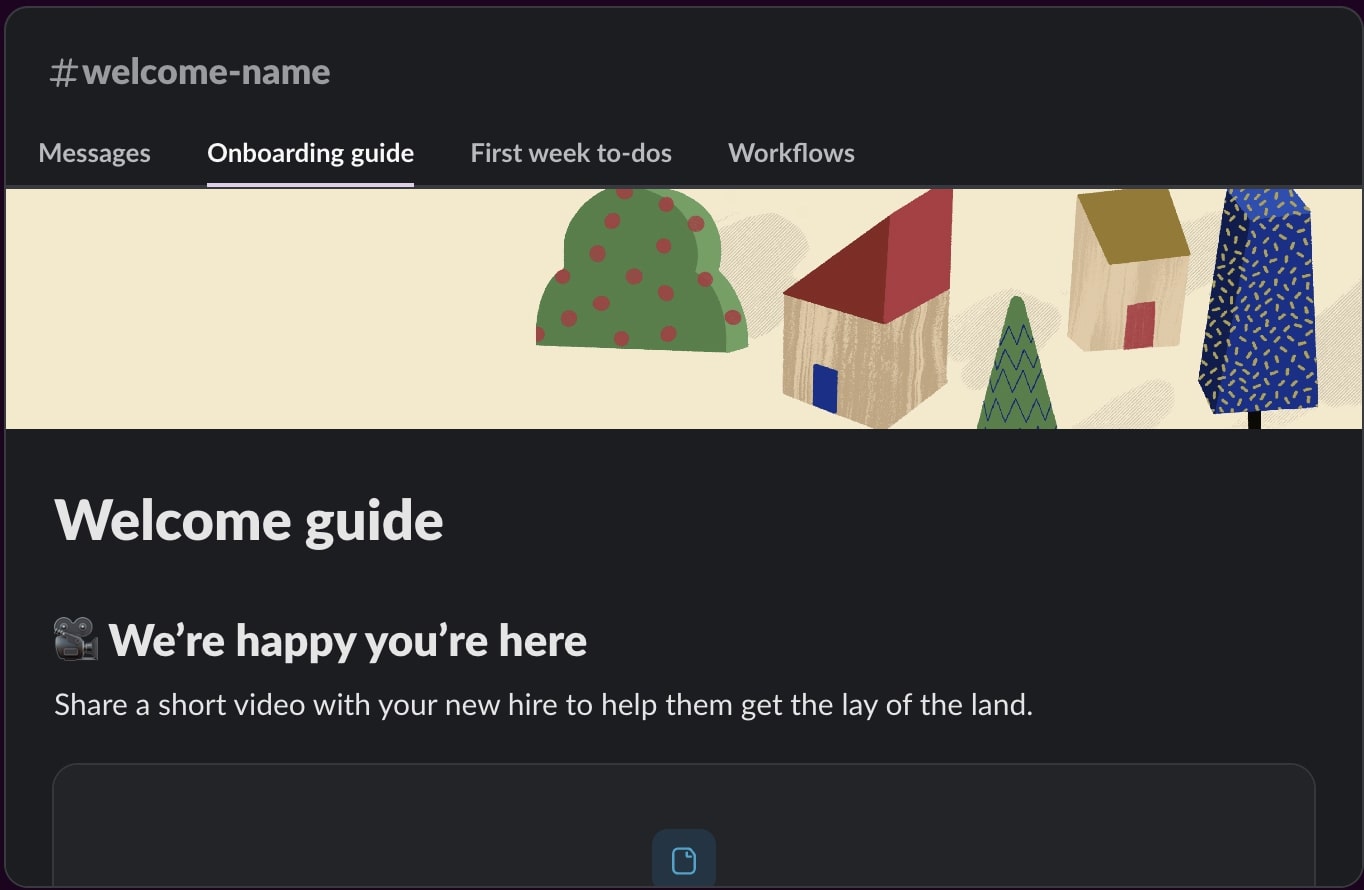 #welcome-name
Messages Onboarding guide First week to-dos Workflows
Welcome guide
We’re happy you’re here
Share a short video with your new hire to help them get the lay of the land.